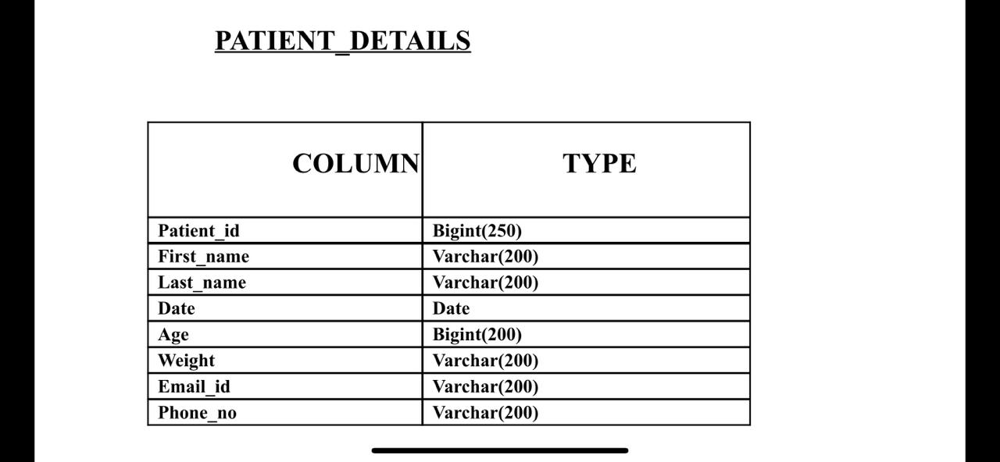 PATIENT_DETAILS
COLUMN TYPE
Patient_id Bigint(250)
First_name Varchar(200)
Last_name Varchar(200)
Date Date
Age Bigint(200)
Weight Varchar(200)
Email_id Varchar(200)
Phone_no Varchar(200)